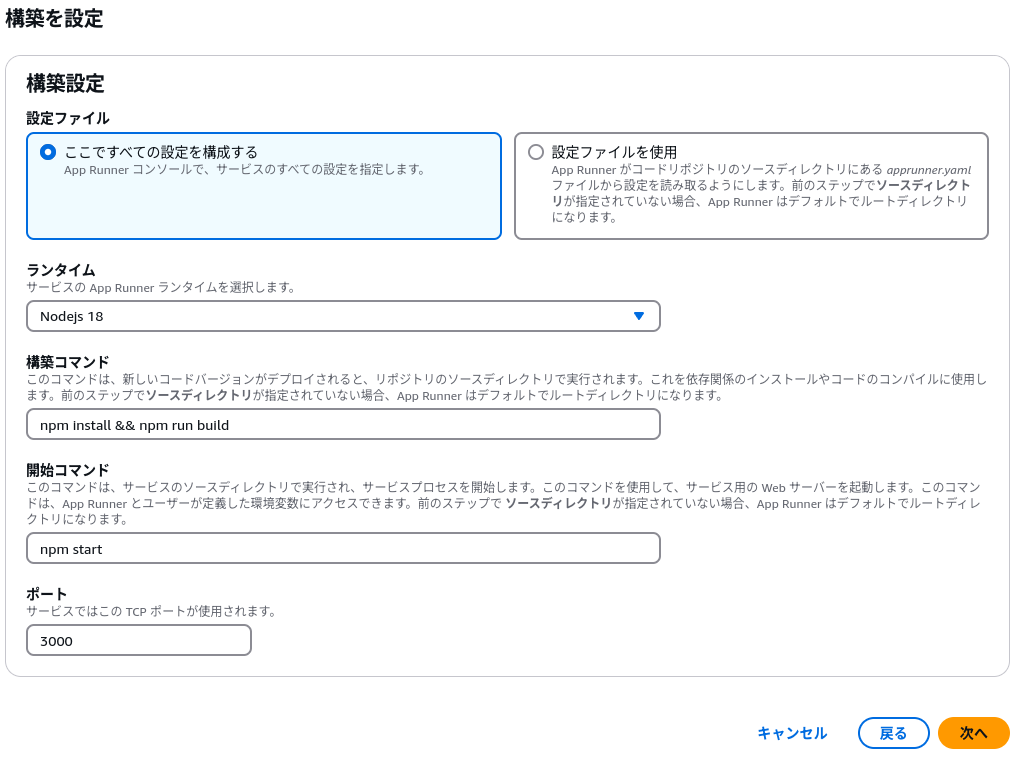 構築を設定
構築設定
設定ファイル
ここですべての設定を構成する
App Runner コンソールで、サービスのすべての設定を指定します。
設定ファイルを使用
App Runner がコードリポジトリのソースディレクトリにある apprunner.yaml
ファイルから設定を読み取るようにします。前のステップでソースディレクト
リが指定されていない場合、App Runner はデフォルトでルートディレクトリ
になります。
ランタイム
サービスの App Runner ランタイムを選択します。
Nodejs 18
構築コマンド
このコマンドは、新しいコードバージョンがデプロイされると、リポジトリのソースディレクトリで実行されます。これを依存関係のインストールやコードのコンパイルに使用し
ます。前のステップでソースディレクトリが指定されていない場合、App Runner はデフォルトでルートディレクトリになります。
npm install && npm run build
開始コマンド
このコマンドは、サービスのソースディレクトリで実行され、サービスプロセスを開始します。このコマンドを使用して、サービス用の Web サーバーを起動します。このコマン
ドは、App Runner とユーザーが定義した環境変数にアクセスできます。前のステップで ソースディレクトリが指定されていない場合、App Runner はデフォルトでルートディレ
クトリになります。
npm start
ポート
サービスではこの TCP ポートが使用されます。
3000
キャンセル
戻る
次へ